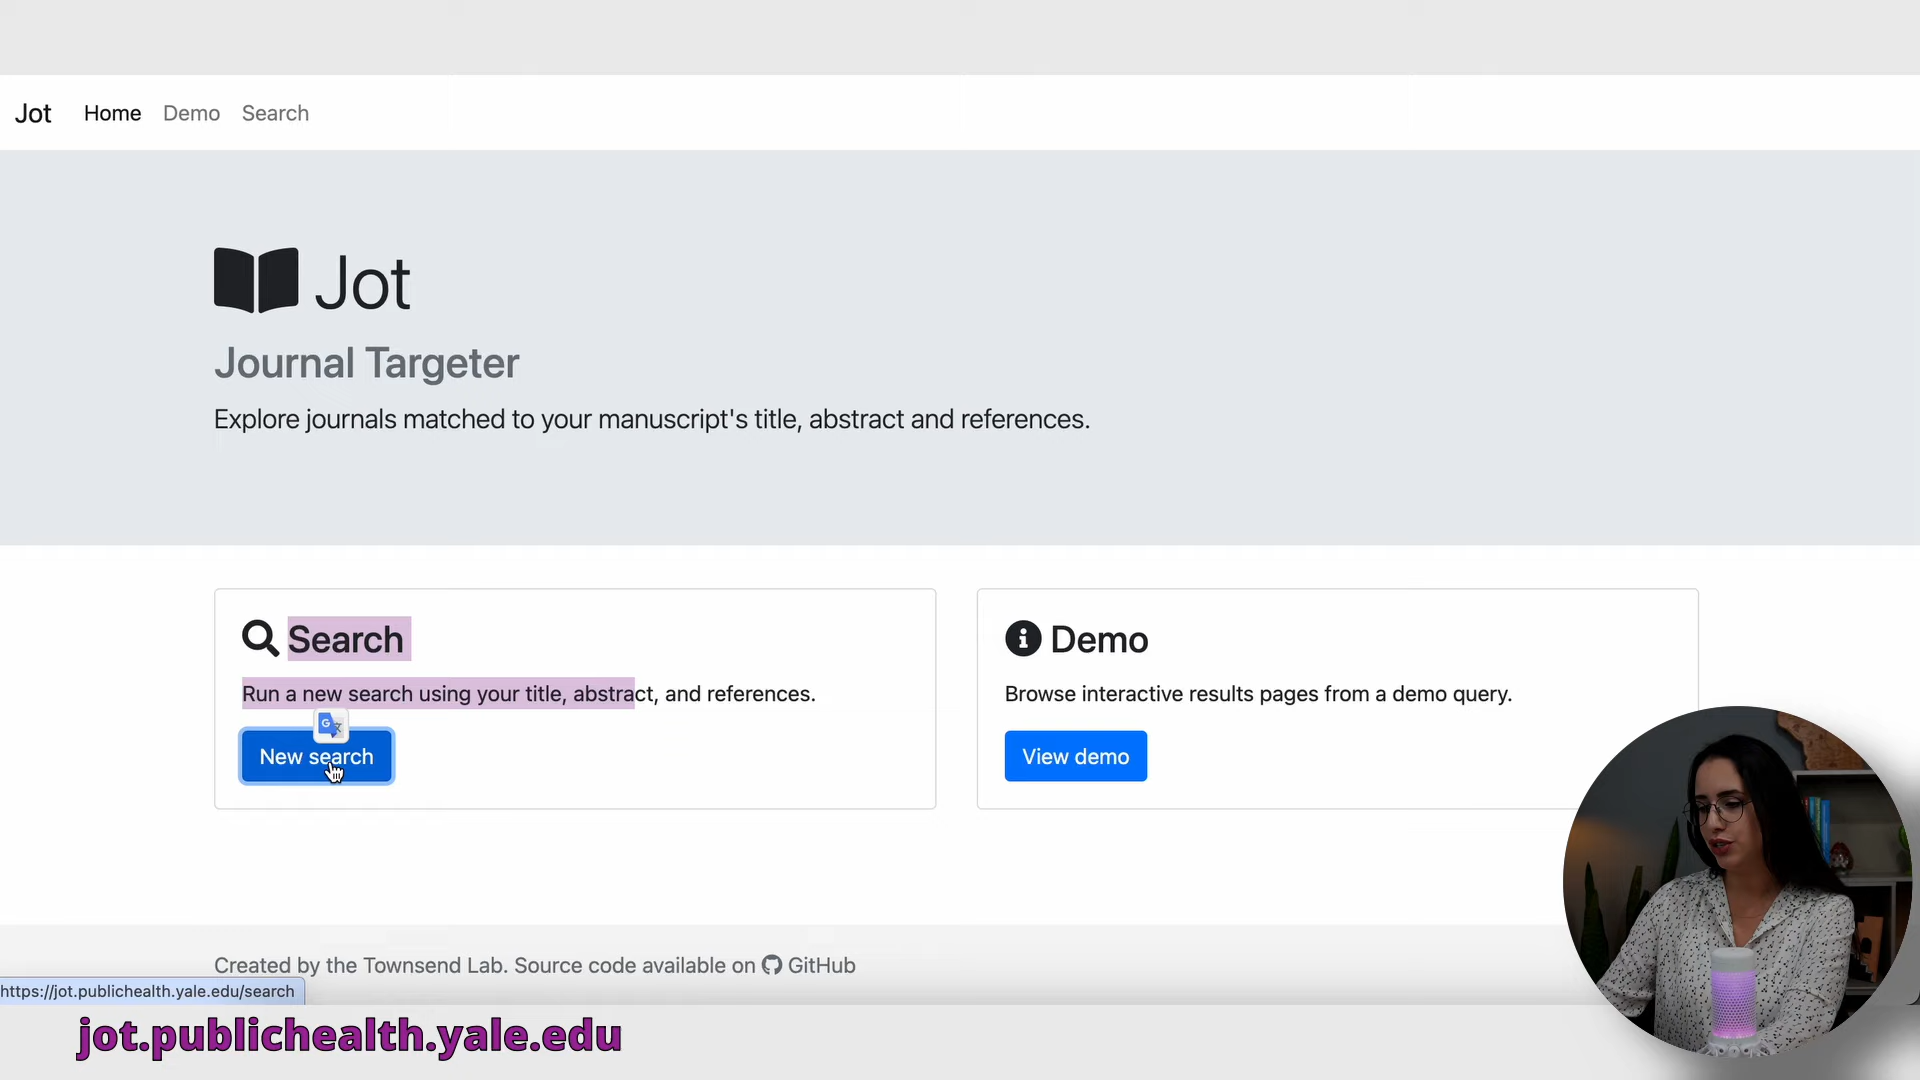 Jot Home Demo Search
Jot
Journal Targeter
Explore journals matched to your manuscript's title, abstract and references.
Search
Run a new search using your title, abstract, and references.
New search
Demo
Browse interactive results pages from a demo query.
View demo
Created by the Townsend Lab. Source code available on GitHub
https://jot.publichealth.yale.edu/search
jot.publichealth.yale.edu